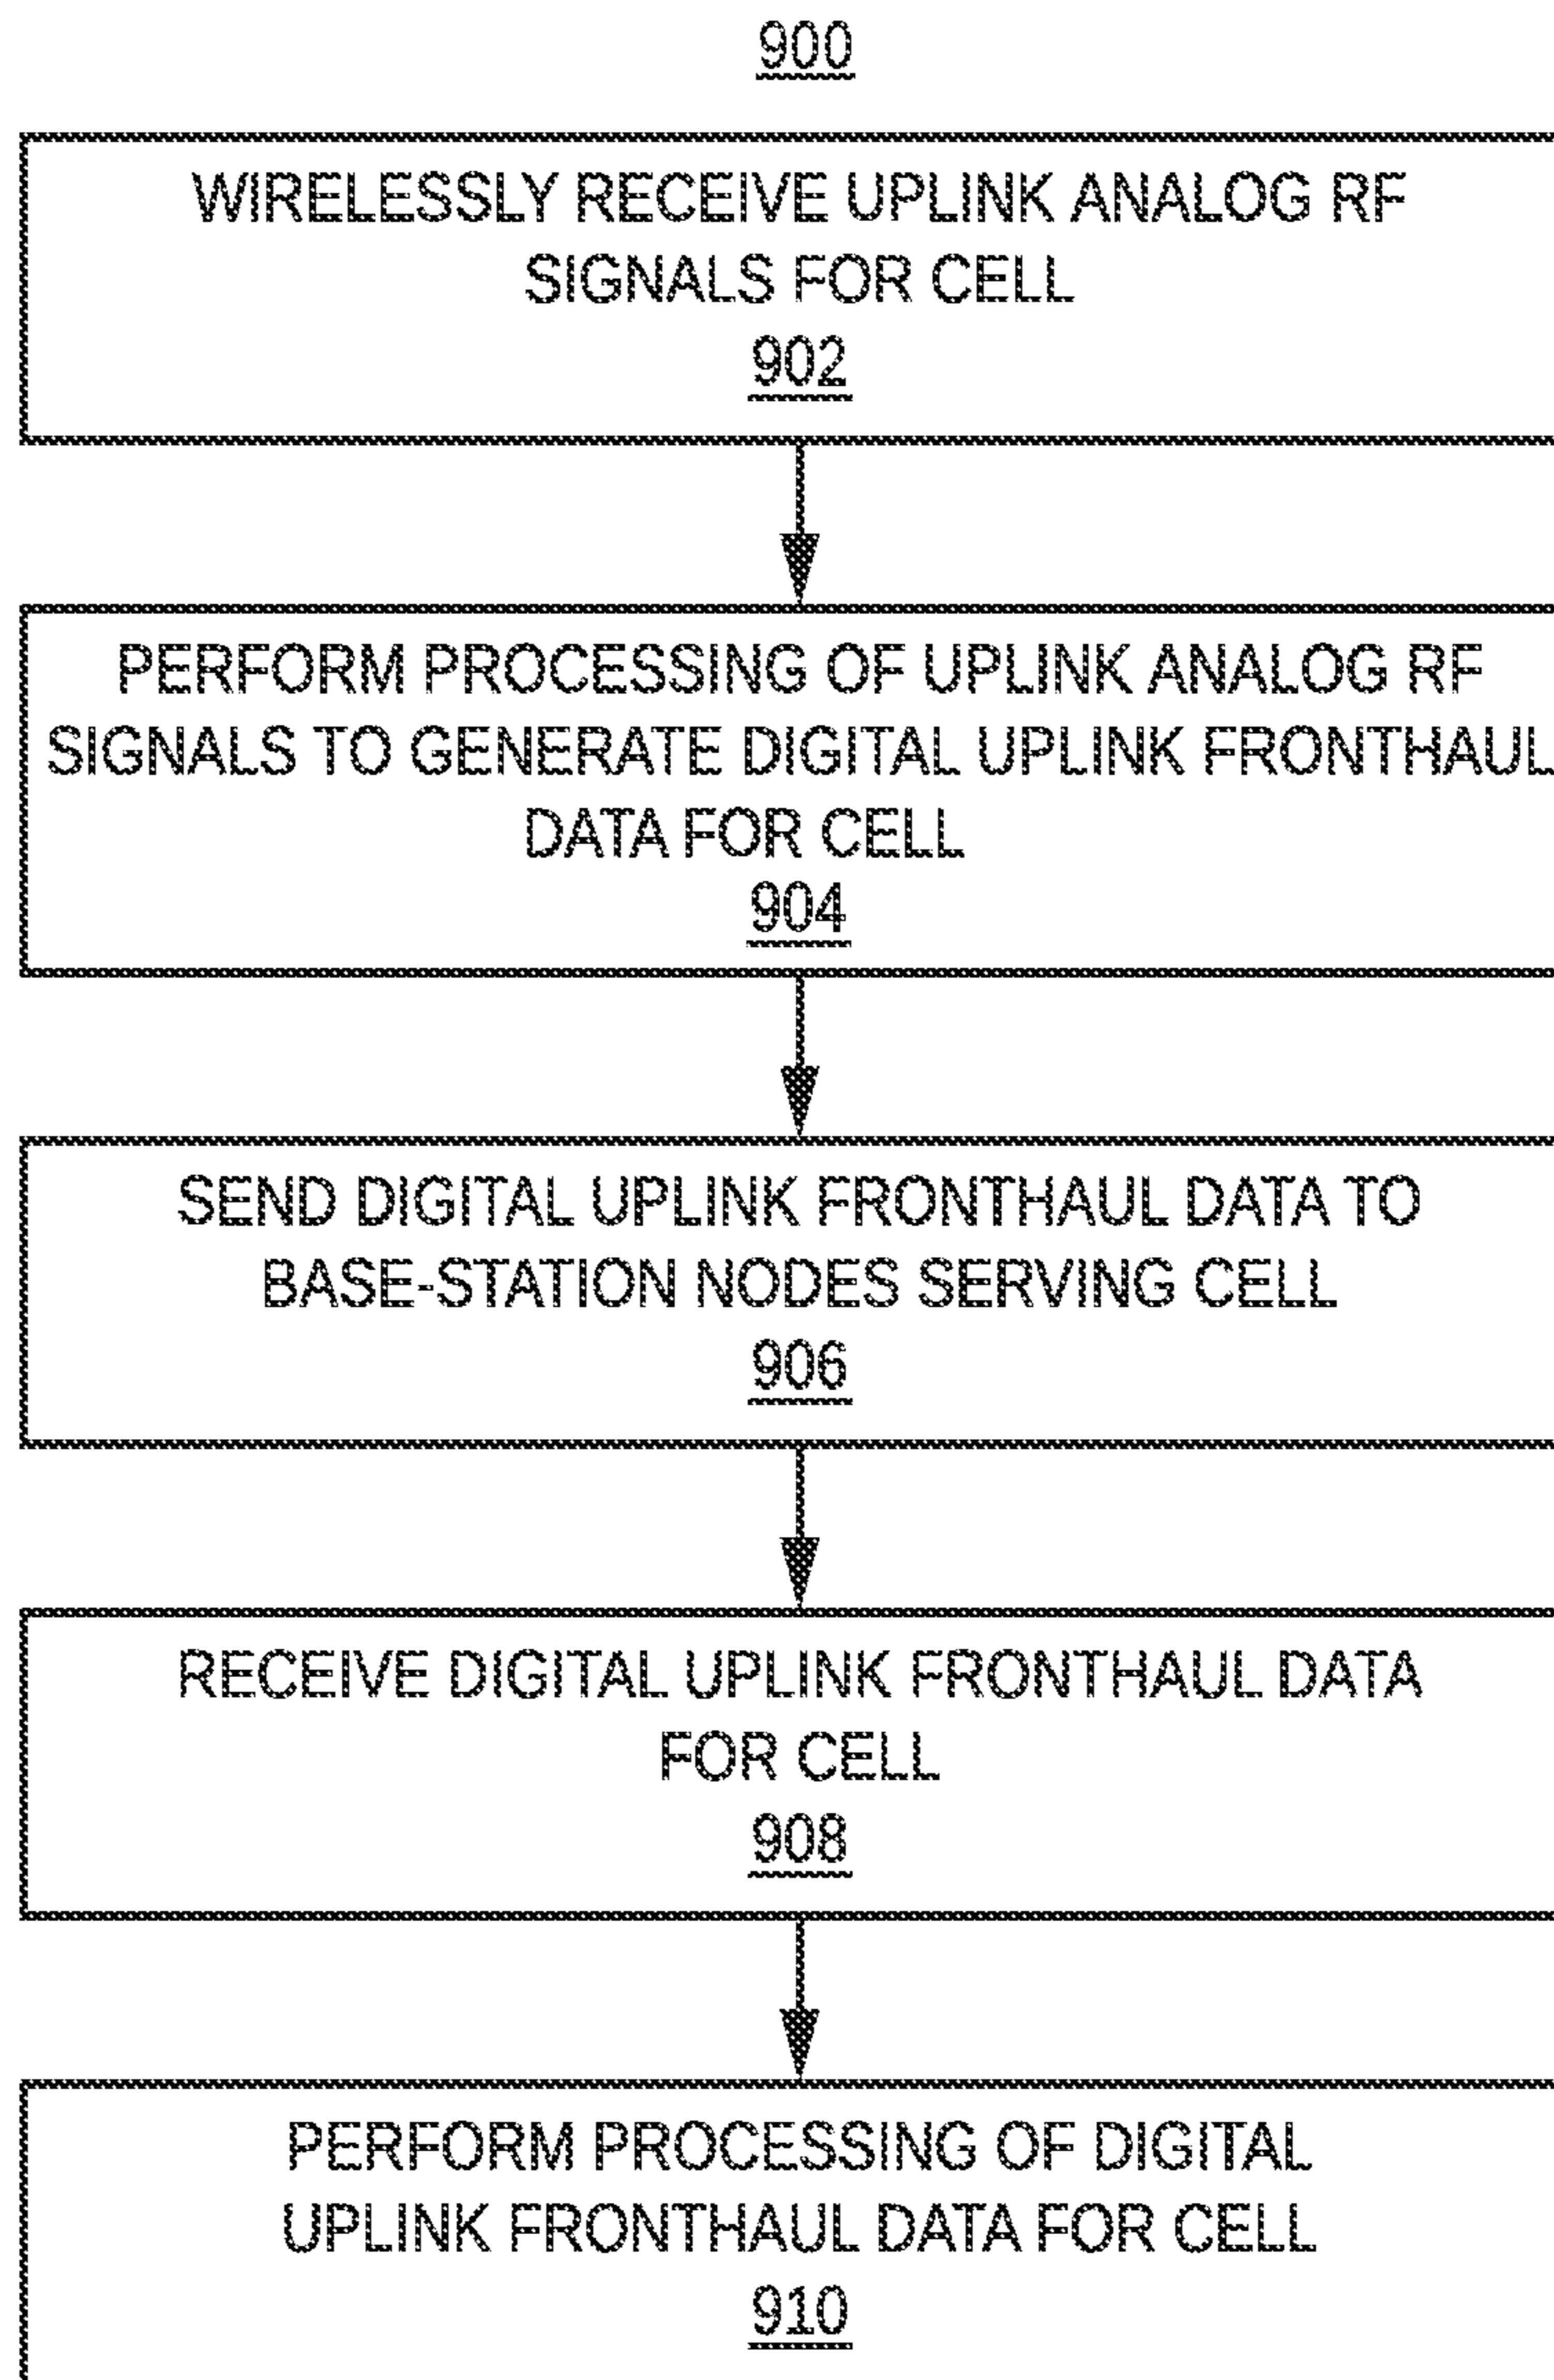 900
WIRELESSLY RECEIVE UPLINK ANALOG RF
SIGNALS FOR CELL
902
PERFORM PROCESSING OF UPLINK ANALOG RF
SIGNALS TO GENERATE DIGITAL UPLINK FRONTHAUL
DATA FOR CELL
904
SEND DIGITAL UPLINK FRONTHAUL DATA TO
BASE-STATION NODES SERVING CELL
906
RECEIVE DIGITAL UPLINK FRONTHAUL DATA
FOR CELL
908
PERFORM PROCESSING OF DIGITAL
UPLINK FRONTHAUL DATA FOR CELL
910